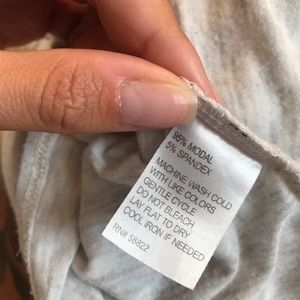 95% MODAL
5% SPANDEX
MACHINE WASH COLD
WITH LIKE COLORS
GENTLE CYCLE
DO NOT BLEACH
LAY FLAT TO DRY
COOL IRON IF NEEDED
RN# 58822